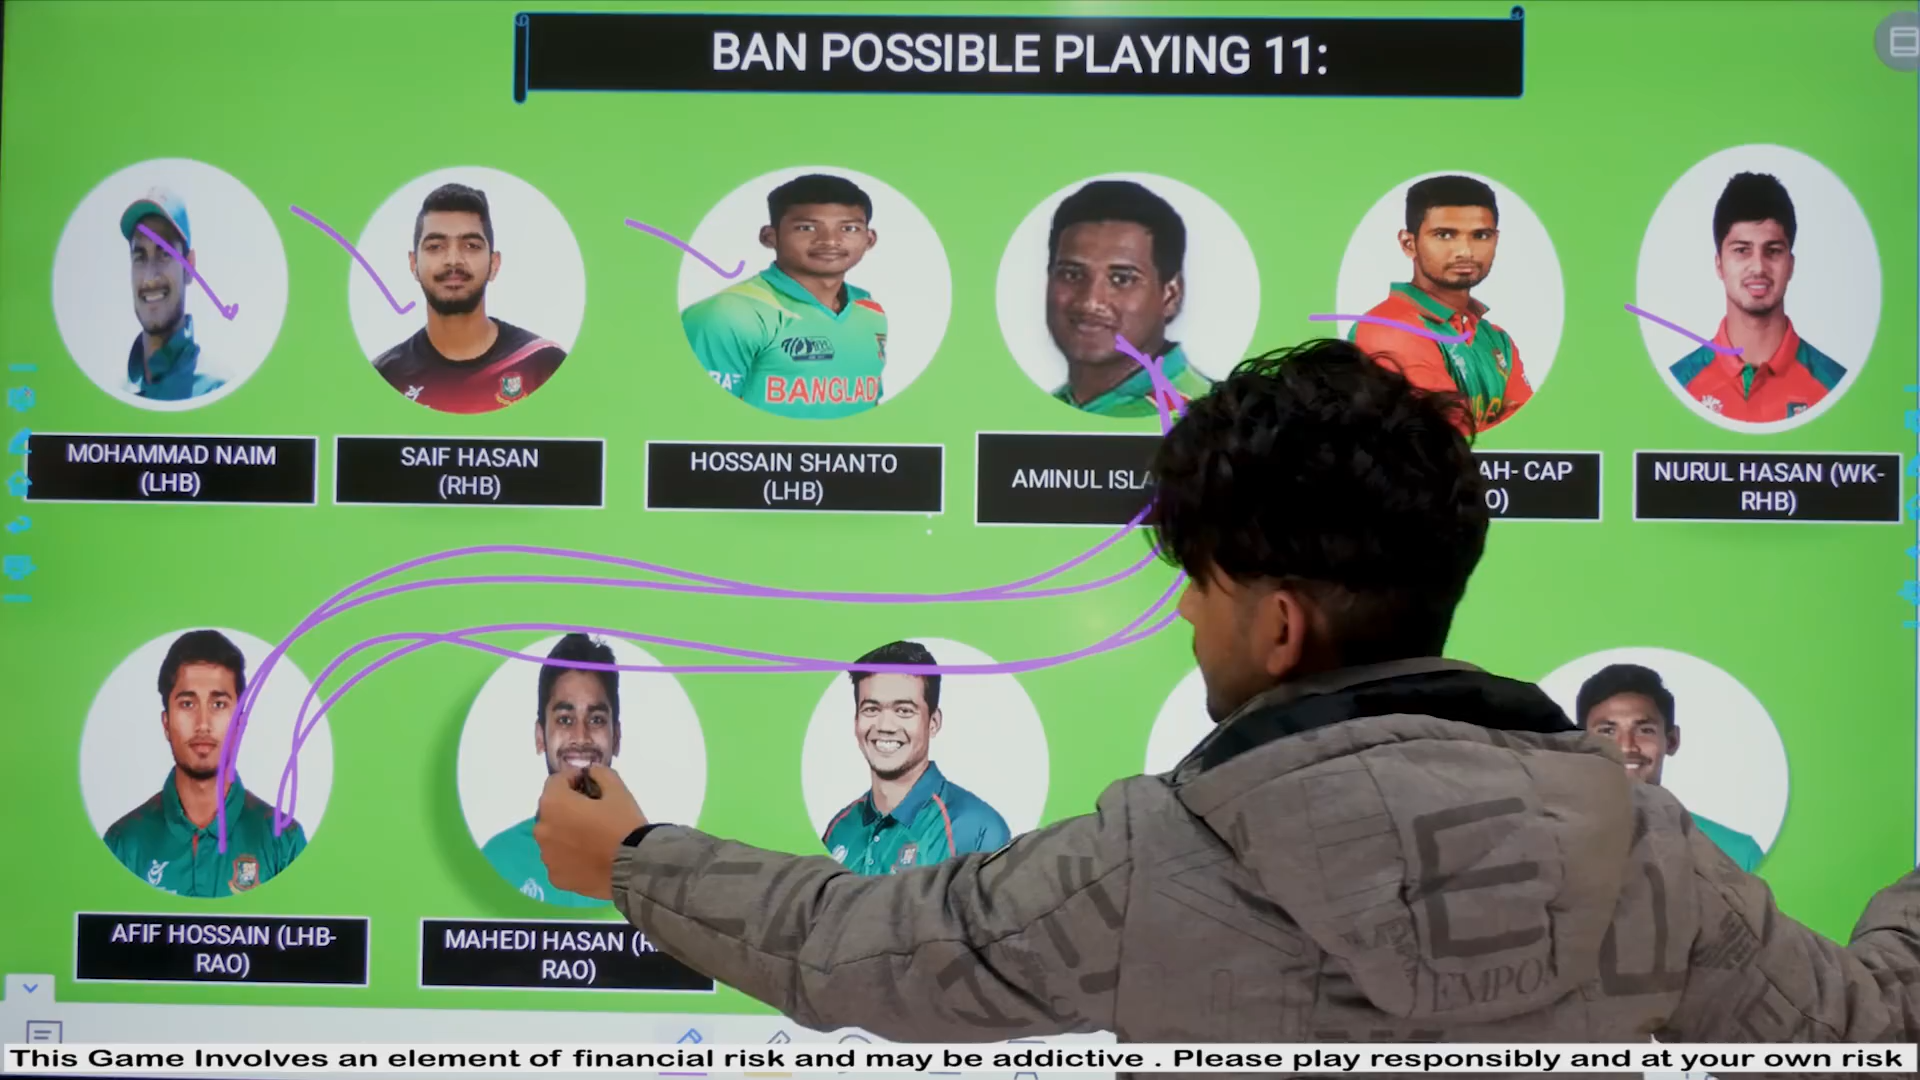 BAN POSSIBLE PLAYING 11:
BANGLAD
MOHAMMAD NAIM
(LHB)
SAIF HASAN
(RHB)
HOSSAIN SHANTO
(LHB)
AMINUL ISLA
AH- CAP
O)
NURUL HASAN (WK-
RHB)
AFIF HOSSAIN (LHB-
RAO)
MAHEDI HASAN (R
RAO)
E
EMPO
This Game Involves an element of financial risk and may be addictive . Please play responsibly and at your own risk